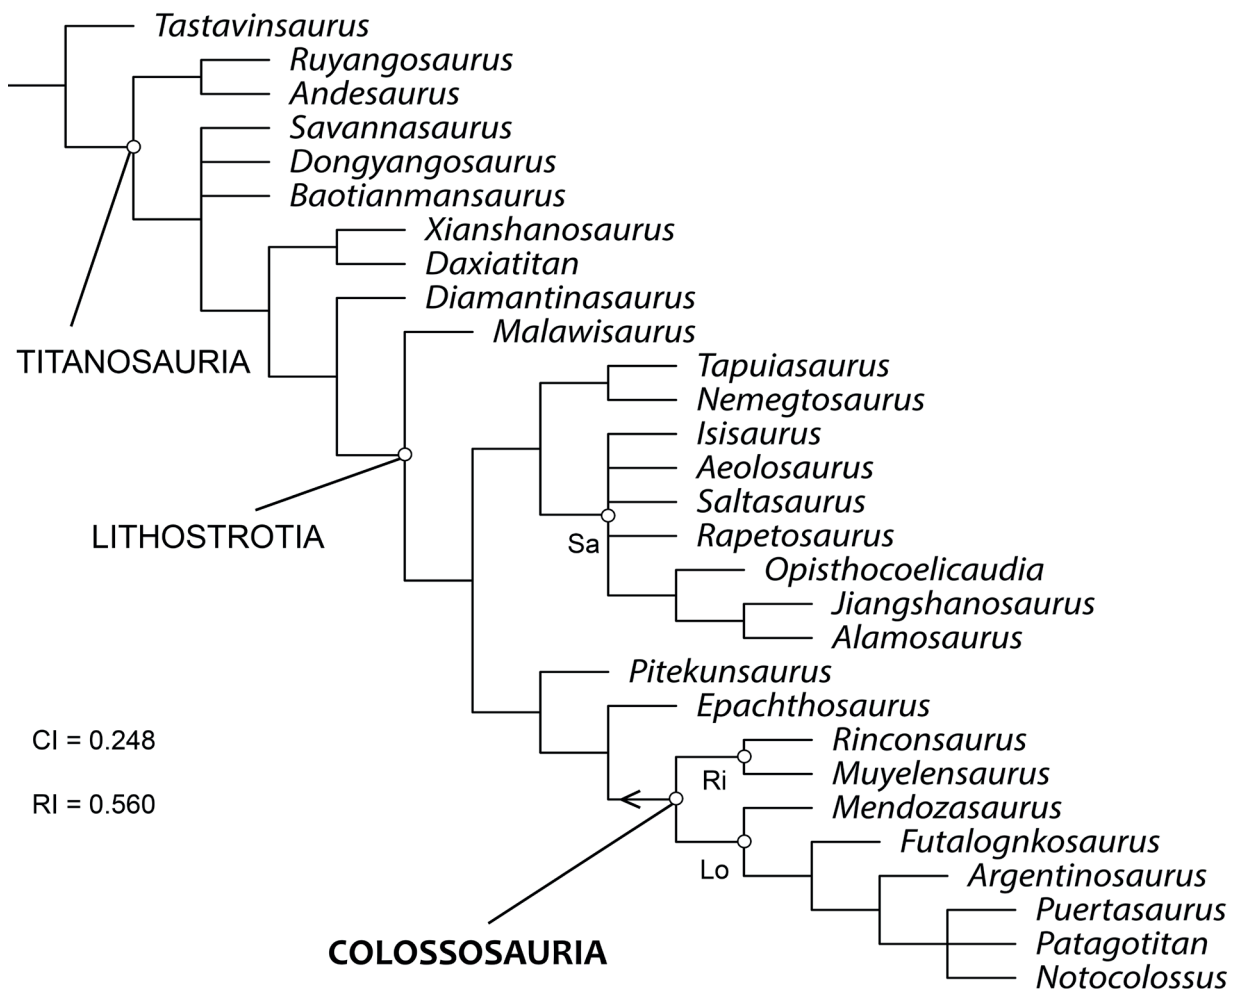 Tastavinsaurus
Ruyangosaurus
Andesaurus
Savannasaurus
Dongyangosaurus
Baotianmansaurus
Xianshanosaurus
Daxiatitan
Diamantinasaurus
Malawisaurus
TITANOSAURIA
Tapuiasaurus
Nemegtosaurus
Isisaurus
Aeolosaurus
Saltasaurus
Rapetosaurus
LITHOSTROTIA
Sa
Opisthocoelicaudia
Jiangshanosaurus
Alamosaurus
Pitekunsaurus
Epachthosaurus
CI = 0.248
Rinconsaurus
Ri
Muyelensaurus
RI = 0.560
Mendozasaurus
Futalognkosaurus
Lo
Argentinosaurus
Puertasaurus
Patagotitan
COLOSSOSAURIA
Notocolossus